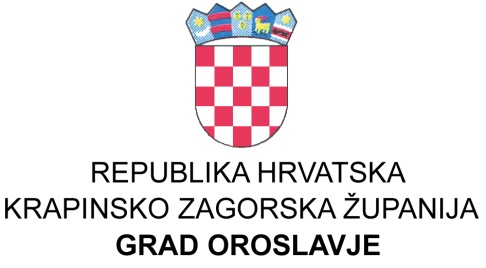 REPUBLIKA HRVATSKA
KRAPINSKO ZAGORSKA ŽUPANIJA
GRAD OROSLAVJE